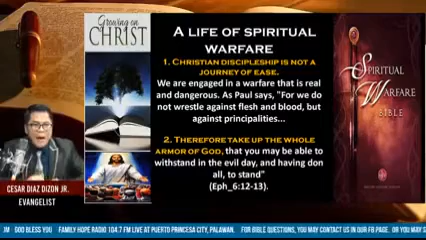 Growing on
CHRIST
A LIFE OF SPIRITUAL
WARFARE
1. CHRISTIAN DISCIPLESHIP IS NOT A
JOURNEY OF EASE.
We are engaged in a warfare that is real
and dangerous. As Paul says, "For we do
not wrestle against flesh and blood, but
against principalities...
2. THEREFORE TAKE UP THE WHOLE
ARMOR OF GOD, that you may be able to
withstand in the evil day, and having don
all, to stand"
(Eph_6:12-13).
SPIRITUAL
WARFARE
BIBLE
CESAR DIAZ DIZON JR.
EVANGELIST
GOD BLESS YOU FAMILY HOPE RADIO 104.7 FM LIVE AT PUERTO PRINCESA CITY, PALAWAN. FOR BIBLE QUESTIONS, YOU MAY CONTACT US IN OUR FB PAGE. OR YOU MAY